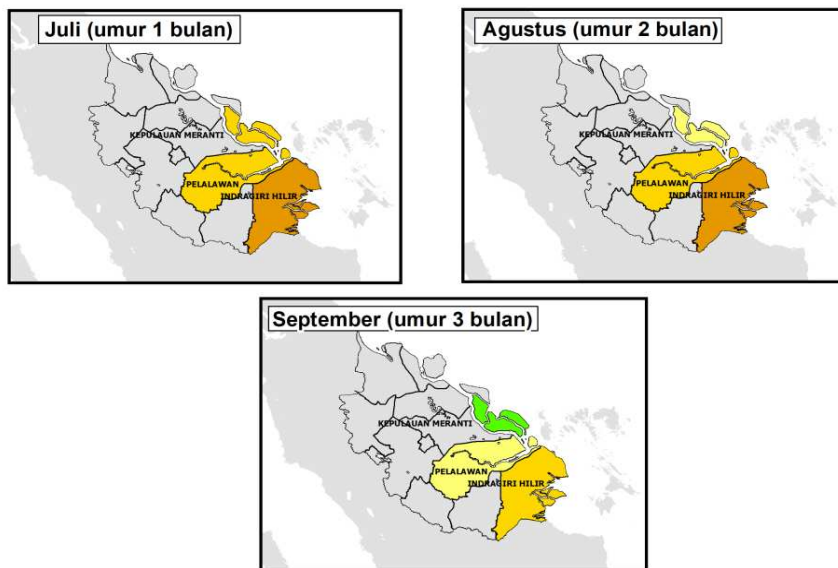 Juli (umur 1 bulan)
KEPULAUAN MERANTI
PELALAWAN
INDRAGIRI HILIR
Agustus (umur 2 bulan)
KEPULAUAN MERANTI
PELALAWAN
INDRAGIRI HILIR
September (umur 3 bulan)
KEPULAUAN MERANTI
PELALAWAN
INDRAGIRI HILIR